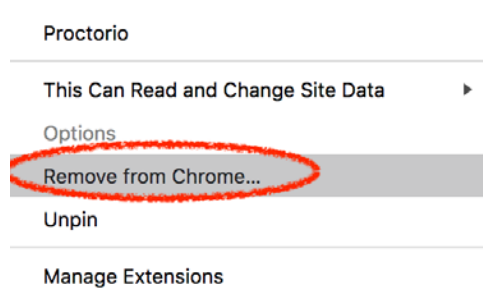 Proctorio
This Can Read and Change Site Data
Options
Remove from Chrome...
Unpin
Manage Extensions